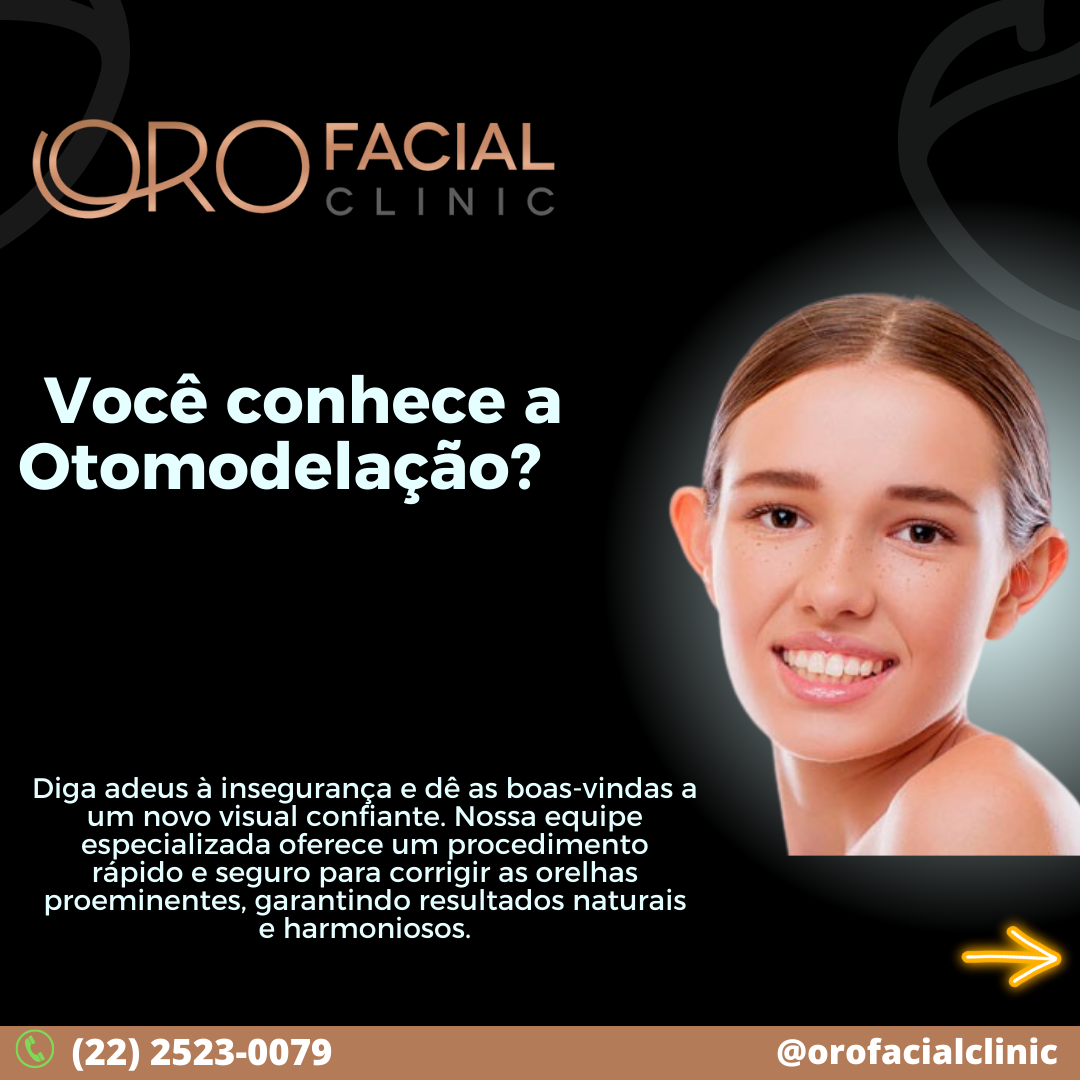 ORO FACIAL
CLINIC
Você conhece a
Otomodelação?
Diga adeus à insegurança e dê as boas-vindas a
um novo visual confiante. Nossa equipe
especializada oferece um procedimento
rápido e seguro para corrigir as orelhas
proeminentes, garantindo resultados naturais
e harmoniosos.
(22) 2523-0079
@orofacialclinic